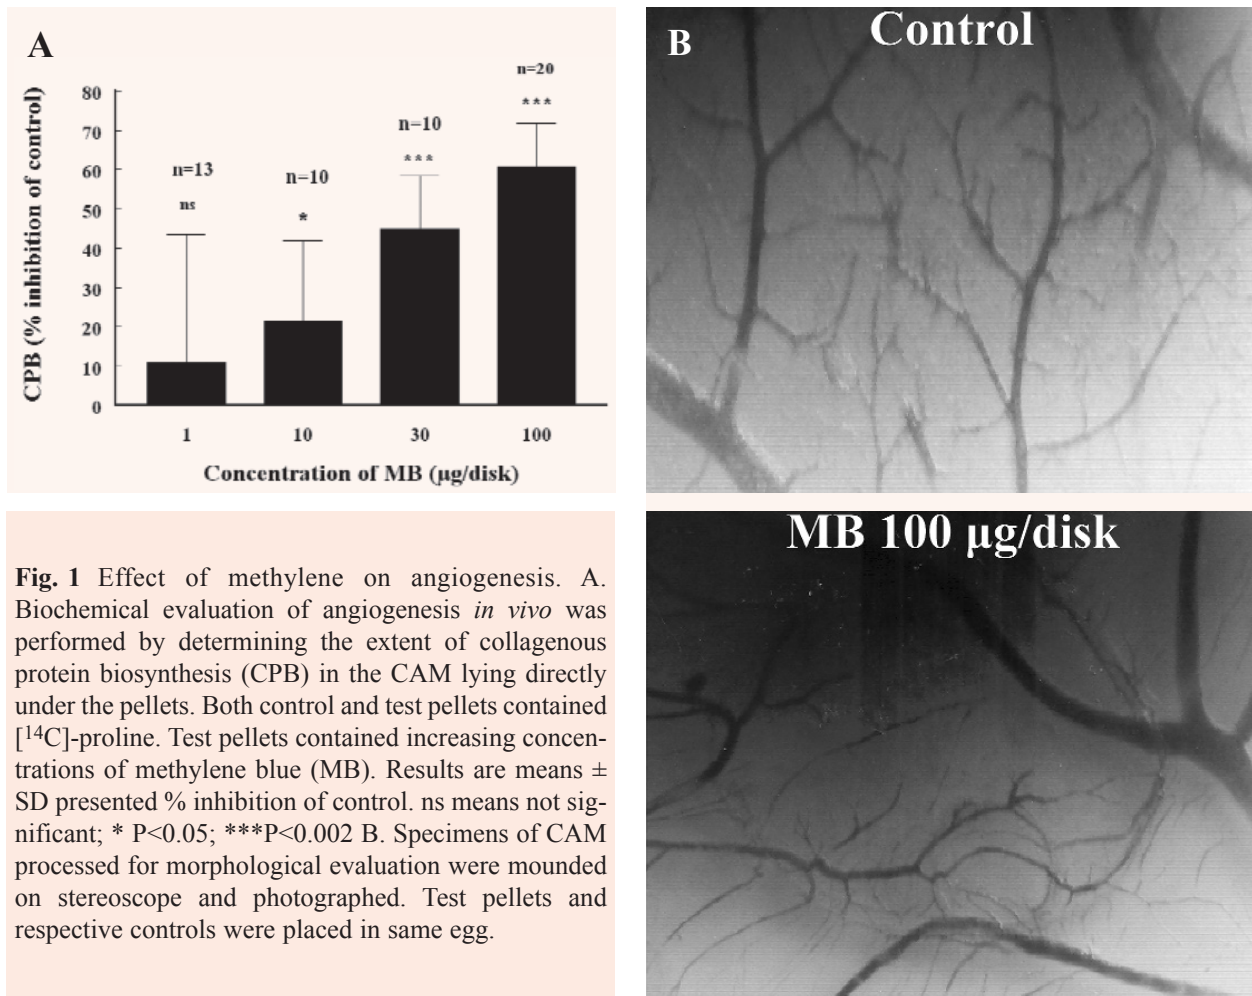 A
CPB (% inhibition of control)
80
70
60
50
40
30
20
10
0
n=13
ns
n=10
*
n=10
***
n=20
***
1 10 30 100
Concentration of MB (µg/disk)
B
Control
MB 100 µg/disk
Fig. 1 Effect of methylene on angiogenesis. A.
Biochemical evaluation of angiogenesis in vivo was
performed by determining the extent of collagenous
protein biosynthesis (CPB) in the CAM lying directly
under the pellets. Both control and test pellets contained
[14C]-proline. Test pellets contained increasing concen-
trations of methylene blue (MB). Results are means ±
SD presented % inhibition of control. ns means not sig-
nificant; * P<0.05; ***P<0.002 B. Specimens of CAM
processed for morphological evaluation were mounded
on stereoscope and photographed. Test pellets and
respective controls were placed in same egg.